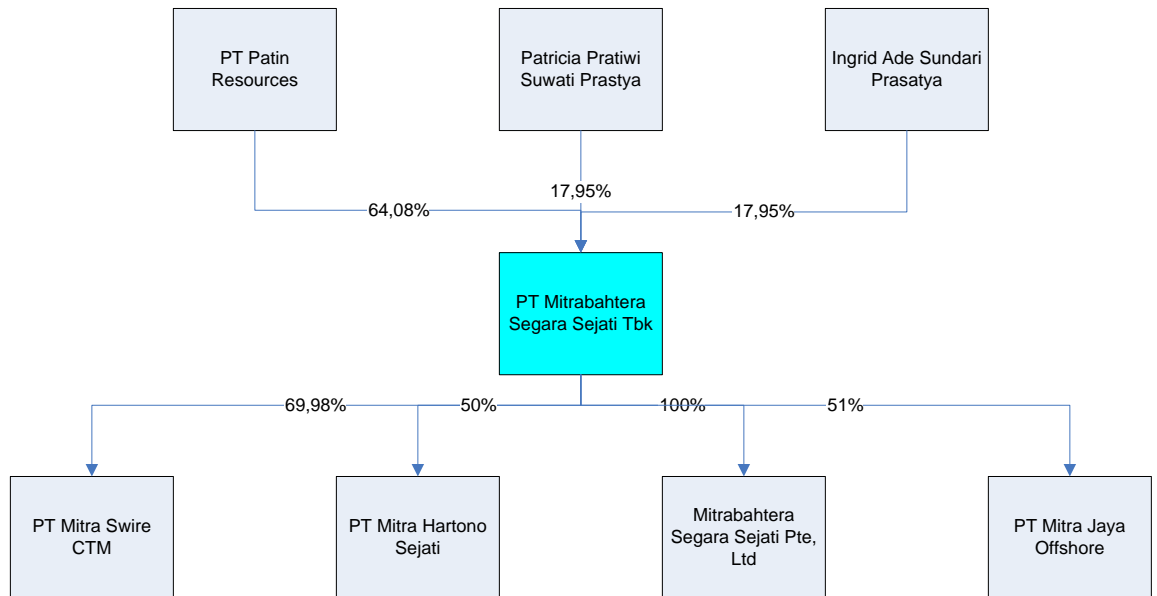 PT Patin
Resources
Patricia Pratiwi
Suwati Prastya
Ingrid Ade Sundari
Prasatya
17,95%
64,08%
17,95%
PT Mitrabahtera
Segara Sejati Tbk
69,98%
50%
100%
51%
PT Mitra Swire
CTM
PT Mitra Hartono
Sejati
Mitrabahtera
Segara Sejati Pte,
Ltd
PT Mitra Jaya
Offshore